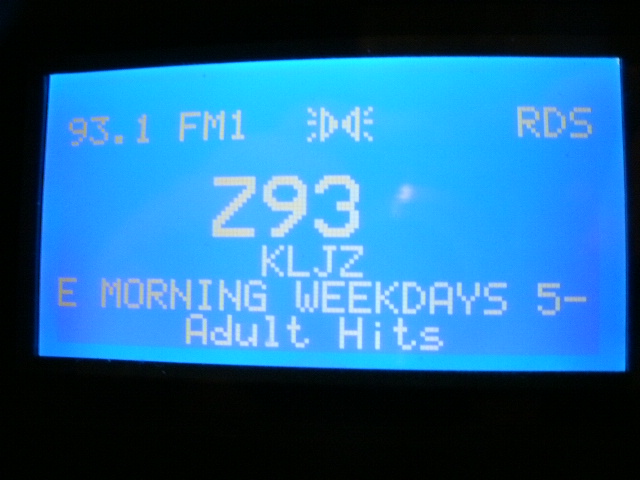 93.1 FM1 RDS
Z93
KLJZ
E MORNING WEEKDAYS 5-
Adult Hits